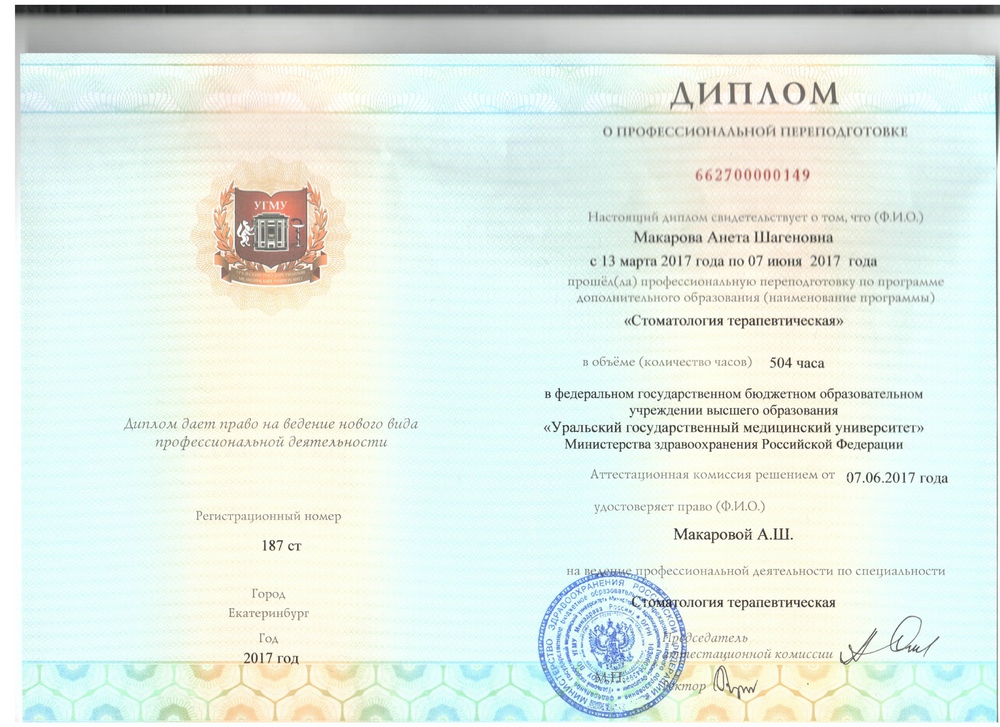 УГМУ
Диплом дает право на ведение нового вида
профессиональной деятельности
Регистрационный номер
187 ст
Город
Екатеринбург
Год
2017 год
ДИПЛОМ
О ПРОФЕССИОНАЛЬНОЙ ПЕРЕПОДГОТОВКЕ
662700000149
Настоящий диплом свидетельствует о том, что (Ф.И.О.)
Макарова Анета Шагеновна
с 13 марта 2017 года по 07 июня 2017 года
прошёл(ла) профессиональную переподготовку по программе
дополнительного образования (наименование программы)
«Стоматология терапевтическая»
в объёме (количество часов) 504 часа
в федеральном государственном бюджетном образовательном
учреждении высшего образования
«Уральский государственный медицинский университет»
Министерства здравоохранения Российской Федерации
Аттестационная комиссия решением от 07.06.2017 года
удостоверяет право (Ф.И.О.)
Макаровой А.Ш.
на ведение профессиональной деятельности по специальности
Стоматология терапевтическая
Председатель
аттестационной комиссии
М.П.
Ректор
МИНИСТЕРСТВО ЗДРАВООХРАНЕНИЯ РОССИЙСКОЙ ФЕДЕРАЦИИ